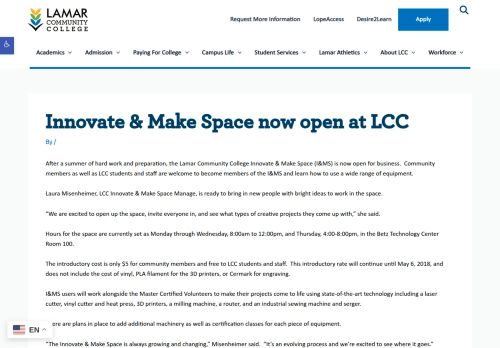 LAMAR
COMMUNITY
COLLEGE
Request More Information LopeAccess Desire2Learn Apply
Academics Admission Paying For College Campus Life Student Services Lamar Athletics About LCC Workforce
Innovate & Make Space now open at LCC
By /
After a summer of hard work and preparation, the Lamar Community College Innovate & Make Space (I&MS) is now open for business. Community
members as well as LCC students and staff are welcome to become members of the I&MS and learn how to use a wide range of equipment.
Laura Misenheimer, LCC Innovate & Make Space Manage, is ready to bring in new people with bright ideas to work in the space.
“We are excited to open up the space, invite everyone in, and see what types of creative projects they come up with,” she said.
Hours for the space are currently set as Monday through Wednesday, 8:00am to 12:00pm, and Thursday, 4:00-8:00pm, in the Betz Technology Center
Room 100.
The introductory cost is only $5 for community members and free to LCC students and staff. This introductory rate will continue until May 6, 2018, and
does not include the cost of vinyl, PLA filament for the 3D printers, or Cermark for engraving.
I&MS users will work alongside the Master Certified Volunteers to make their projects come to life using state-of-the-art technology including a laser
cutter, vinyl cutter and heat press, 3D printers, a milling machine, a router, and an industrial sewing machine and serger.
are plans in place to add additional machinery as well as certification classes for each piece of equipment.
EN
“The Innovate & Make Space is always growing and changing,” Misenheimer said. “It’s an evolving process and we’re excited to see where it goes.”